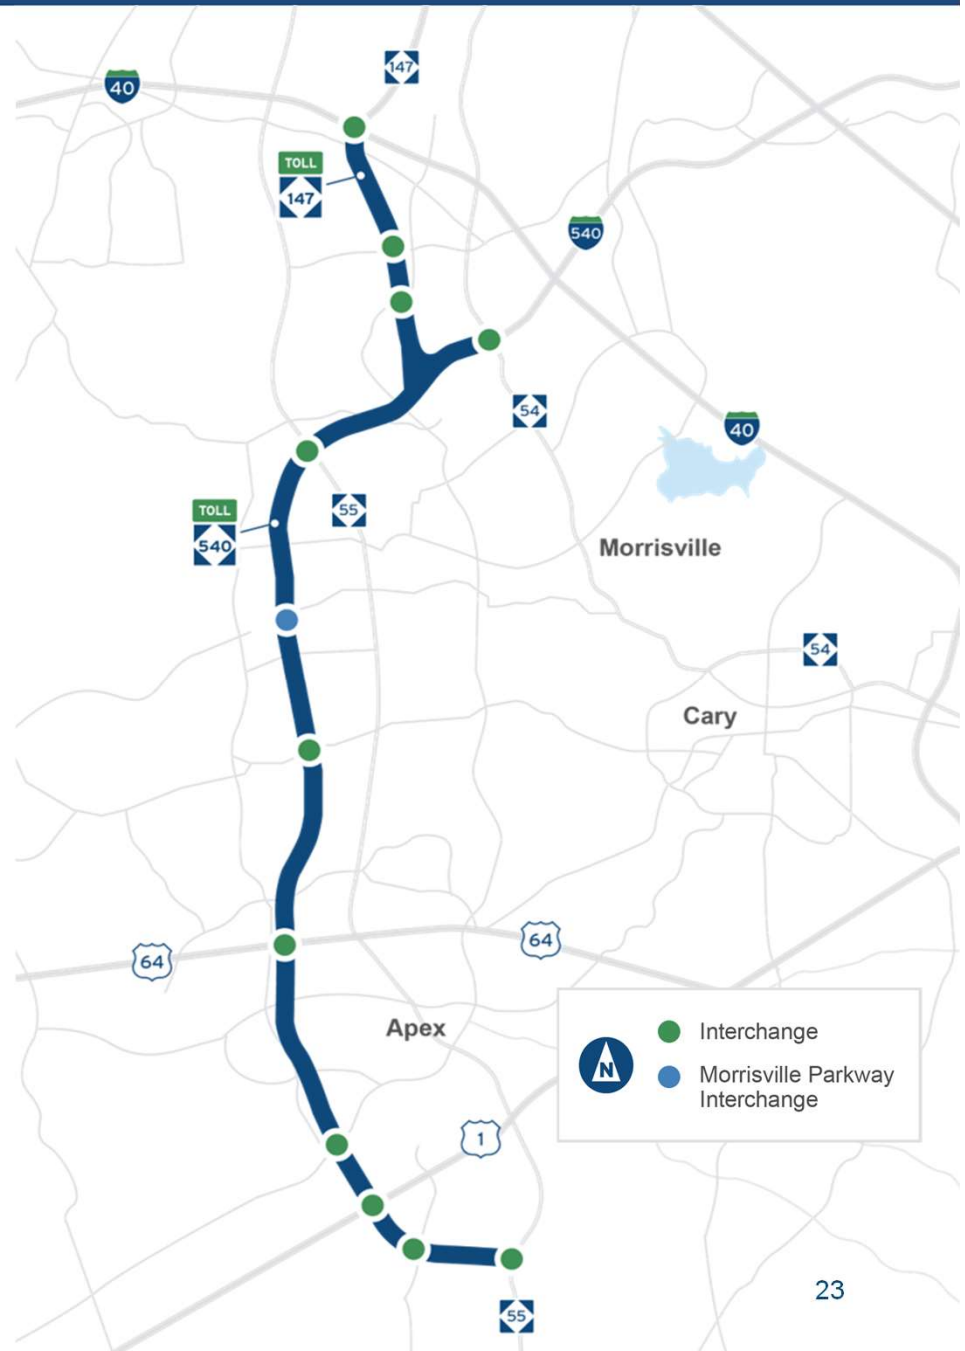 147
40
TOLL
147
540
54
40
TOLL
540
55
Morrisville
54
Cary
64
64
Apex
Interchange
N
Morrisville Parkway
Interchange
1
23
55